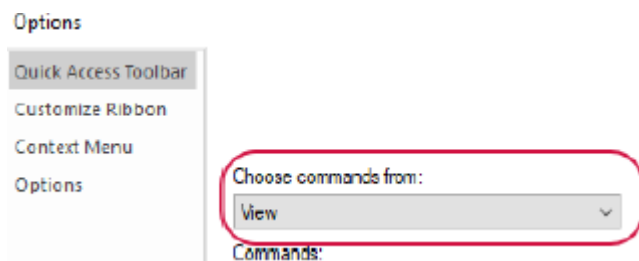 Options
Quick Access Toolbar
Customize Ribbon
Context Menu
Options
Choose commands from:
View
Commands: